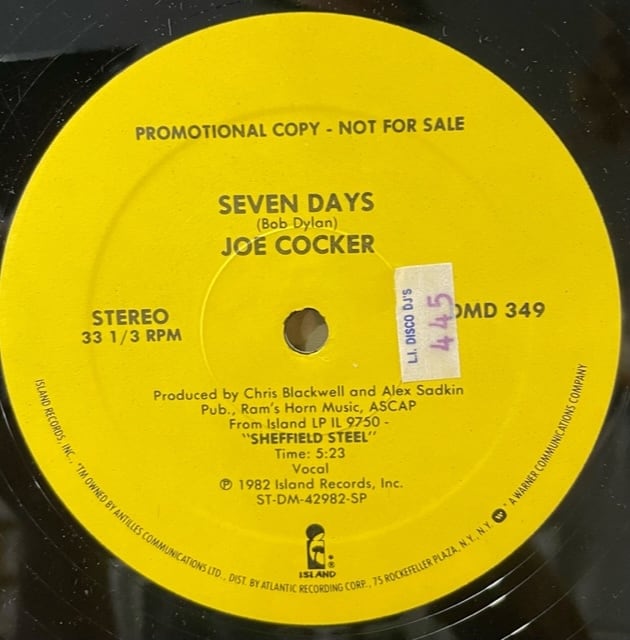 PROMOTIONAL COPY - NOT FOR SALE
SEVEN DAYS
(Bob Dylan)
JOE COCKER
STEREO
33 1/3 RPM
L.I. DISCO DJ'S
445
DMD 349
Produced by Chris Blackwell and Alex Sadkin
Pub., Ram's Horn Music, ASCAP
From Island LP IL 9750 -
"SHEFFIELD STEEL"
Time: 5:23
Vocal
℗ 1982 Island Records, Inc.
ST-DM-42982-SP
ISLAND
ISLAND RECORDS, INC., *TM OWNED BY ANTILLES COMMUNICATIONS LTD., DIST. BY ATLANTIC RECORDING CORP., 75 ROCKEFELLER PLAZA, N.Y., N.Y. * A WARNER COMMUNICATIONS COMPANY